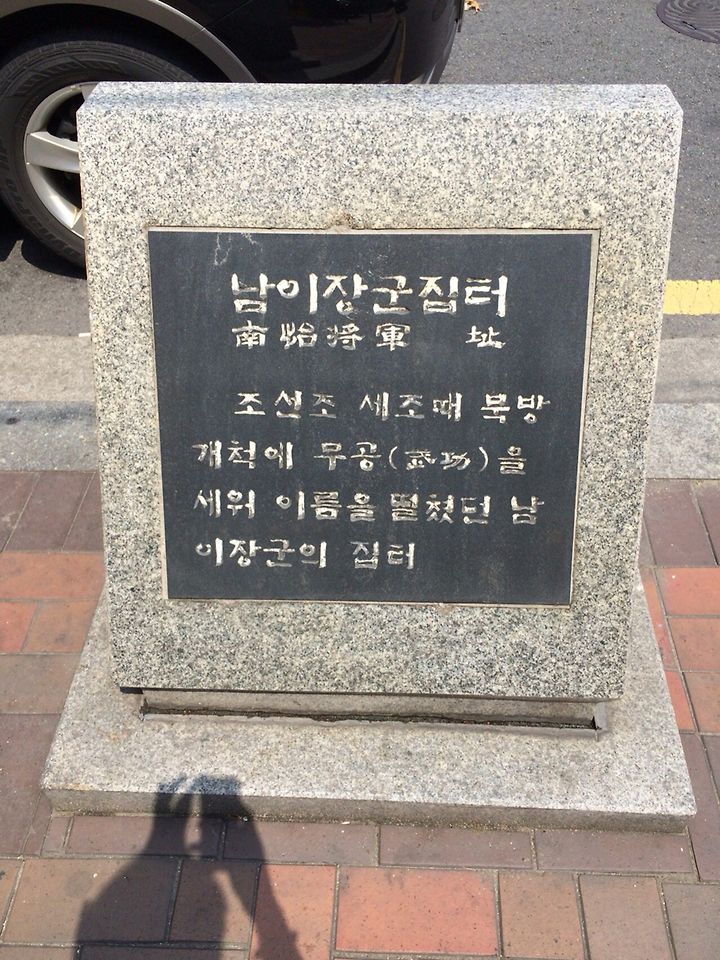 남이장군집터
南怡將軍 址
조선조 세조때 북방
개척에 무공(武功)을
세워 이름을 떨쳤던 남
이장군의 집터